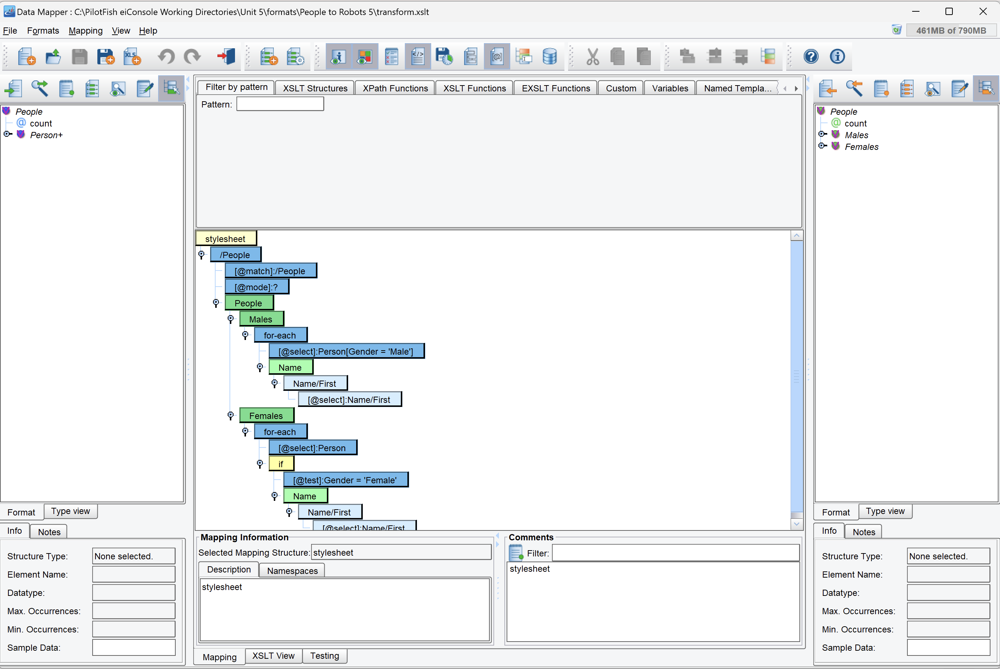 Data Mapper : C:\PilotFish eiConsole Working Directories\Unit 5\formats\People to Robots 5\transform.xslt
File Formats Mapping View Help
461MB of 790MB
XLS
Filter by pattern XSLT Structures XPath Functions XSLT Functions EXSLT Functions Custom Variables Named Templa...
Pattern:
People
@ count
Person+
stylesheet
/People
[@match]:/People
[@mode]:?
People
Males
for-each
[@select]:Person[Gender = 'Male']
Name
Name/First
[@select]:Name/First
Females
for-each
[@select]:Person
if
[@test]:Gender = 'Female'
Name
Name/First
[@select]:Name/First
People
@ count
Males
Females
Format Type view
Info Notes
Structure Type: None selected.
Element Name:
Datatype:
Max. Occurrences:
Min. Occurrences:
Sample Data:
Mapping Information
Selected Mapping Structure: stylesheet
Description Namespaces
stylesheet
Comments
Filter:
stylesheet
Mapping XSLT View Testing
Format Type view
Info Notes
Structure Type: None selected.
Element Name:
Datatype:
Max. Occurrences:
Min. Occurrences:
Sample Data: